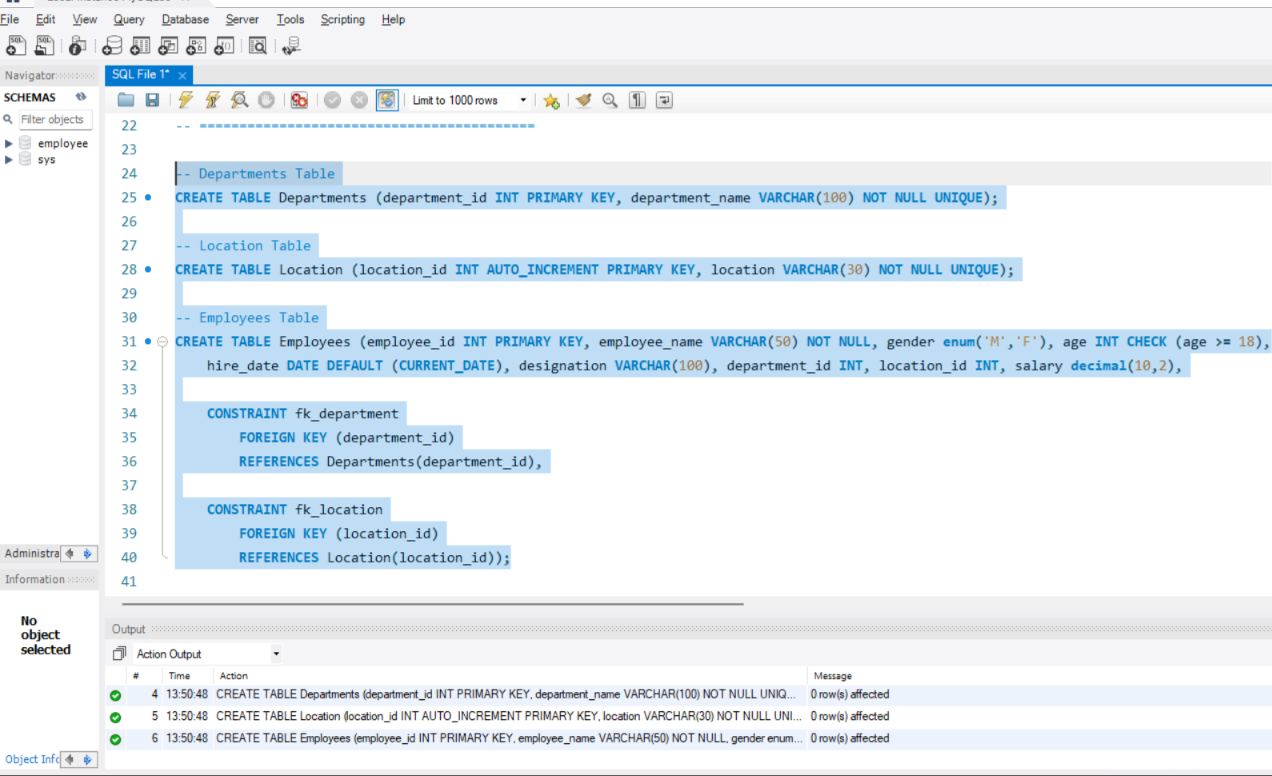 File Edit View Query Database Server Tools Scripting Help
Navigator
SQL File 1*
SCHEMAS
Limit to 1000 rows
Filter objects
employee
sys
22 -- ==========================================
23
24 -- Departments Table
25 CREATE TABLE Departments (department_id INT PRIMARY KEY, department_name VARCHAR(100) NOT NULL UNIQUE);
26
27 -- Location Table
28 CREATE TABLE Location (location_id INT AUTO_INCREMENT PRIMARY KEY, location VARCHAR(30) NOT NULL UNIQUE);
29
30 -- Employees Table
31 CREATE TABLE Employees (employee_id INT PRIMARY KEY, employee_name VARCHAR(50) NOT NULL, gender enum('M','F'), age INT CHECK (age >= 18),
32 hire_date DATE DEFAULT (CURRENT_DATE), designation VARCHAR(100), department_id INT, location_id INT, salary decimal(10,2),
33
34 CONSTRAINT fk_department
35 FOREIGN KEY (department_id)
36 REFERENCES Departments(department_id),
37
38 CONSTRAINT fk_location
39 FOREIGN KEY (location_id)
40 REFERENCES Location(location_id));
41
Administra
Information
No
object
selected
Object Info
Output
Action Output
# Time Action Message
4 13:50:48 CREATE TABLE Departments (department_id INT PRIMARY KEY, department_name VARCHAR(100) NOT NULL UNIQ... 0 row(s) affected
5 13:50:48 CREATE TABLE Location (location_id INT AUTO_INCREMENT PRIMARY KEY, location VARCHAR(30) NOT NULL UNI... 0 row(s) affected
6 13:50:48 CREATE TABLE Employees (employee_id INT PRIMARY KEY, employee_name VARCHAR(50) NOT NULL, gender enum... 0 row(s) affected